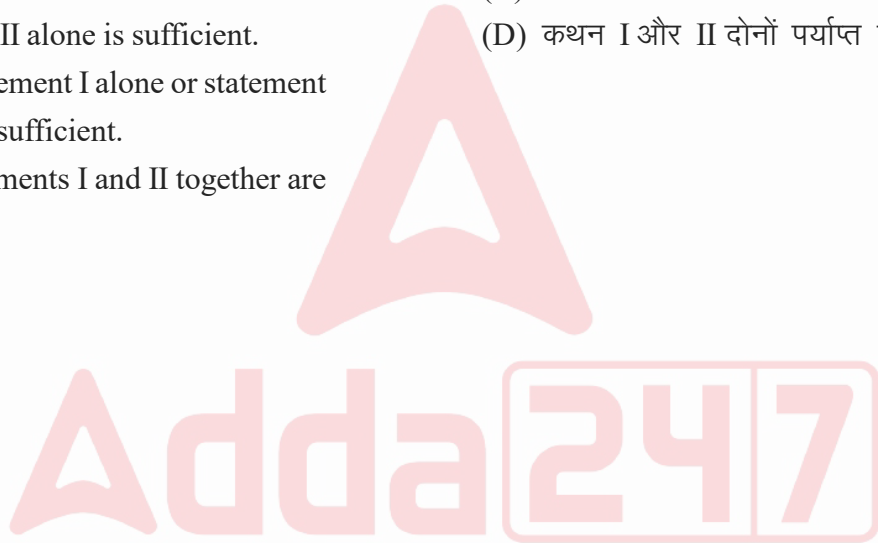 II alone is sufficient.
ement I alone or statement
sufficient.
ments I and II together are
(D) कथन I और II दोनों पर्याप्त
Adda247